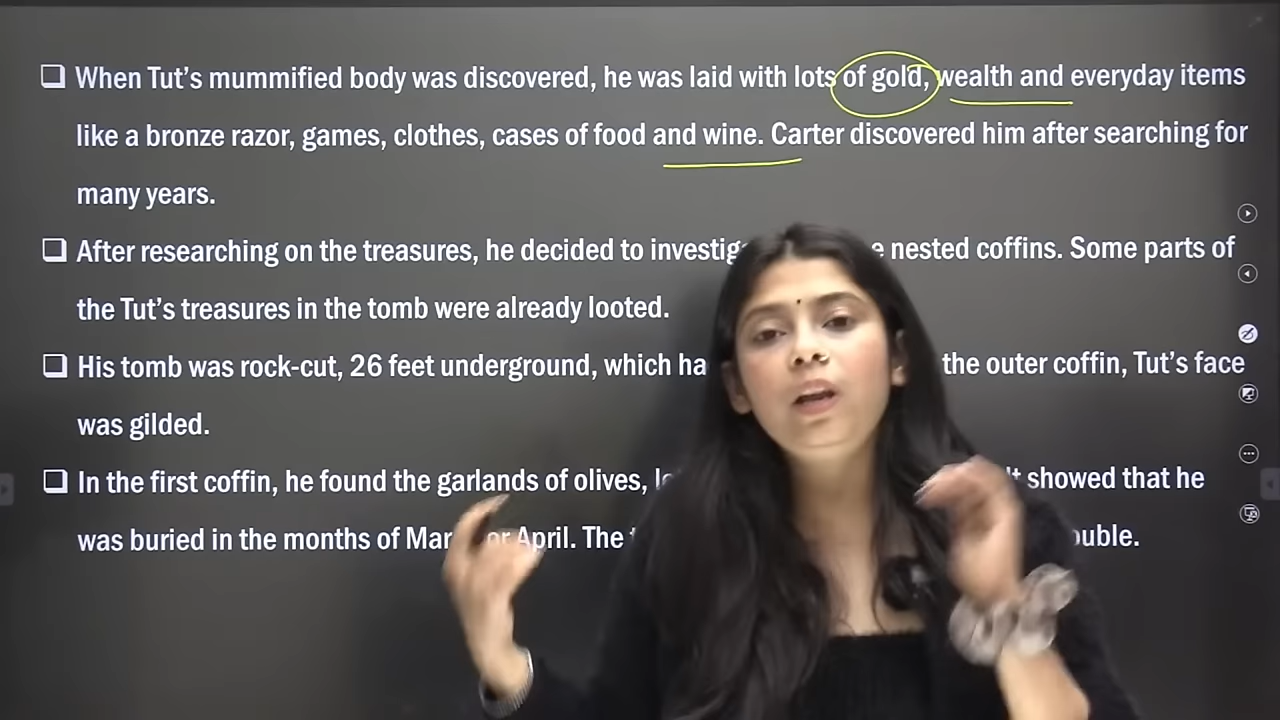 When Tut's mummified body was discovered, he was laid with lots of gold, wealth and everyday items
like a bronze razor, games, clothes, cases of food and wine. Carter discovered him after searching for
many years.
After researching on the treasures, he decided to nested coffins. Some parts of
the Tut's treasures in the tomb were already looted.
His tomb was rock-cut, 26 feet underground, which the outer coffin, Tut's face
was gilded.
In the first coffin, he found the garlands of olives, showed that he
was buried in the months of or April. The